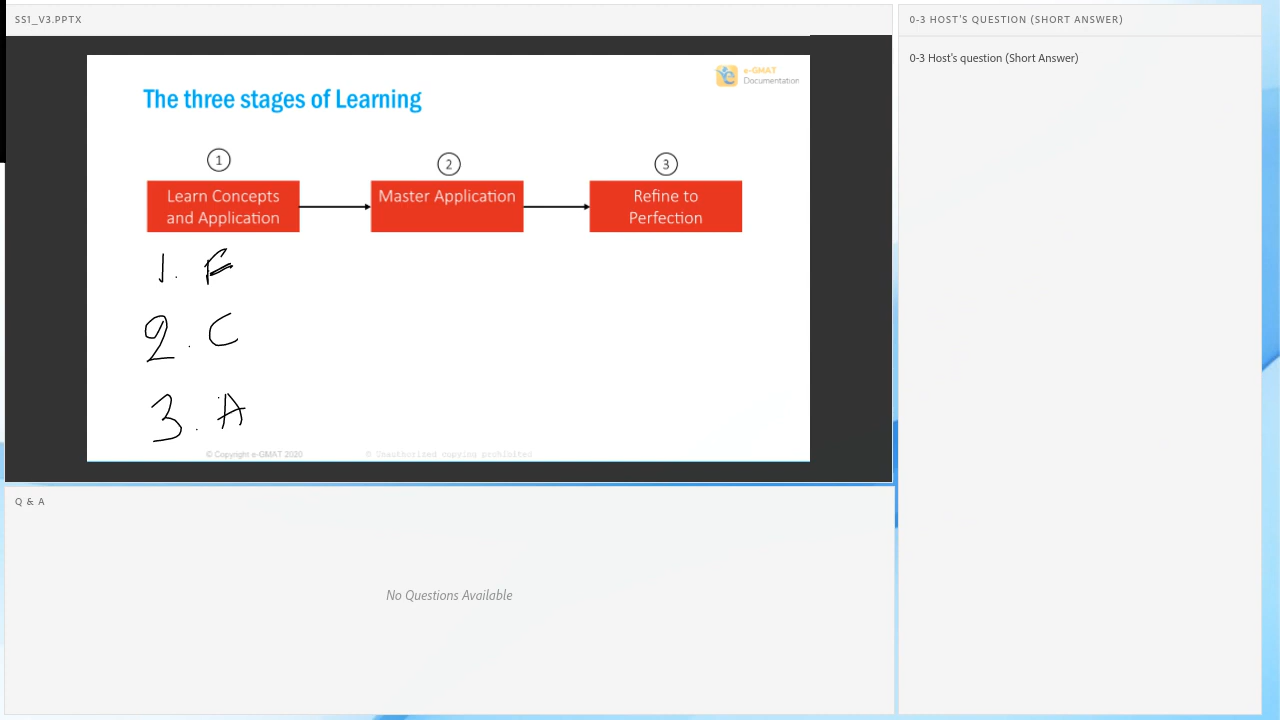 SS1_V3.PPTX
0-3 HOST'S QUESTION (SHORT ANSWER)
0-3 Host's question (Short Answer)
e-GMAT
Documentation
The three stages of Learning
1
2
3
Learn Concepts
and Application
Master Application
Refine to
Perfection
1. F
2. C
3. A
© Copyright e-GMAT 2020
© Unauthorized copying prohibited
Q & A
No Questions Available